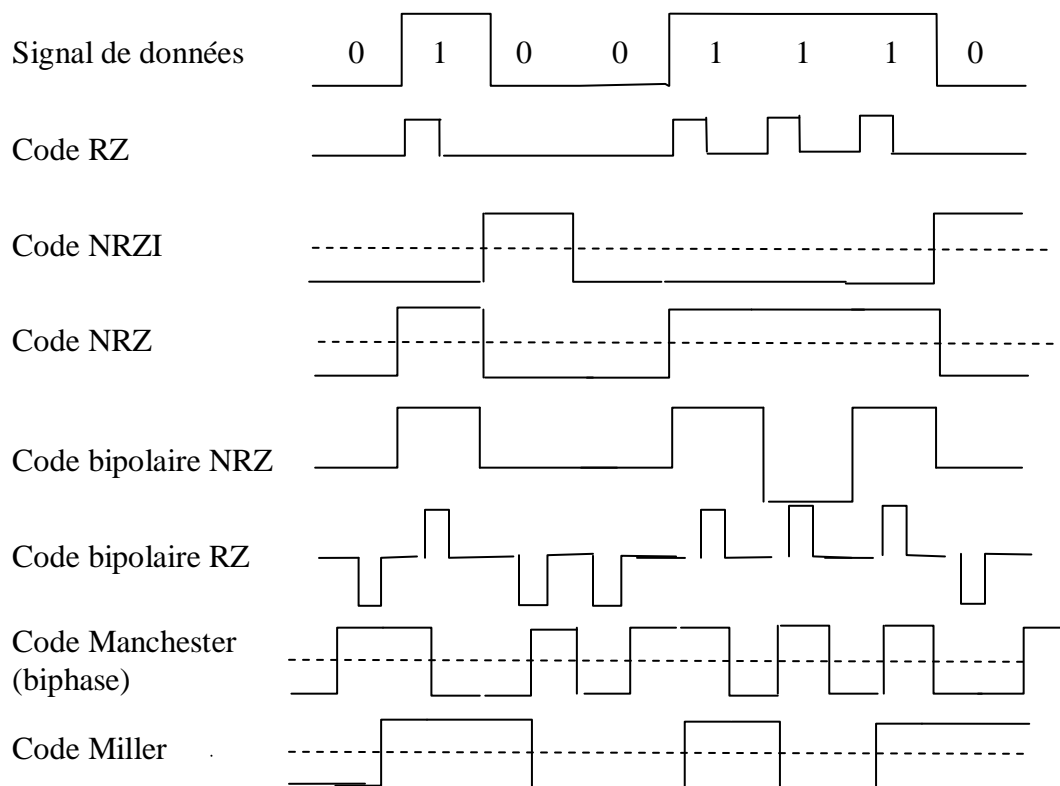 Signal de données 0 1 0 0 1 1 1 0
Code RZ
Code NRZI
Code NRZ
Code bipolaire NRZ
Code bipolaire RZ
Code Manchester
(biphase)
Code Miller .